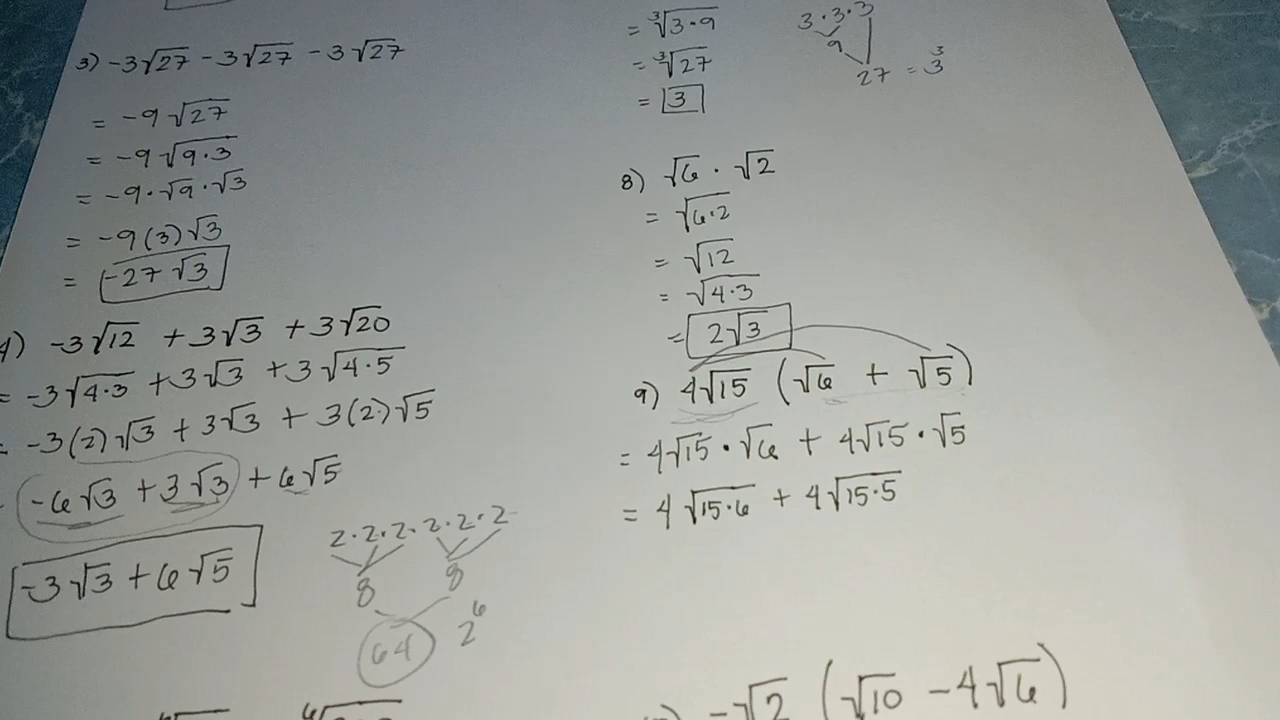 3) -3√27 - 3√27 - 3√27
= -9√27
= -9√9·3
= -9·√9·√3
= -9(3)√3
= -27√3
4) -3√12 + 3√3 + 3√20
= -3√4·3 + 3√3 + 3√4·5
= -3(2)√3 + 3√3 + 3(2)√5
-6√3 + 3√3 + 6√5
-3√3 + 6√5
2·2·2·2·2·2
8 8
64 2⁶
= ∛3·9
= ∛27
= 3
3·3·3
9
27 = 3³
8) √6 · √2
= √6·2
= √12
= √4·3
= 2√3
9) 4√15 (√6 + √5)
= 4√15 · √6 + 4√15 · √5
= 4√15·6 + 4√15·5
-√2 (√10 - 4√6)